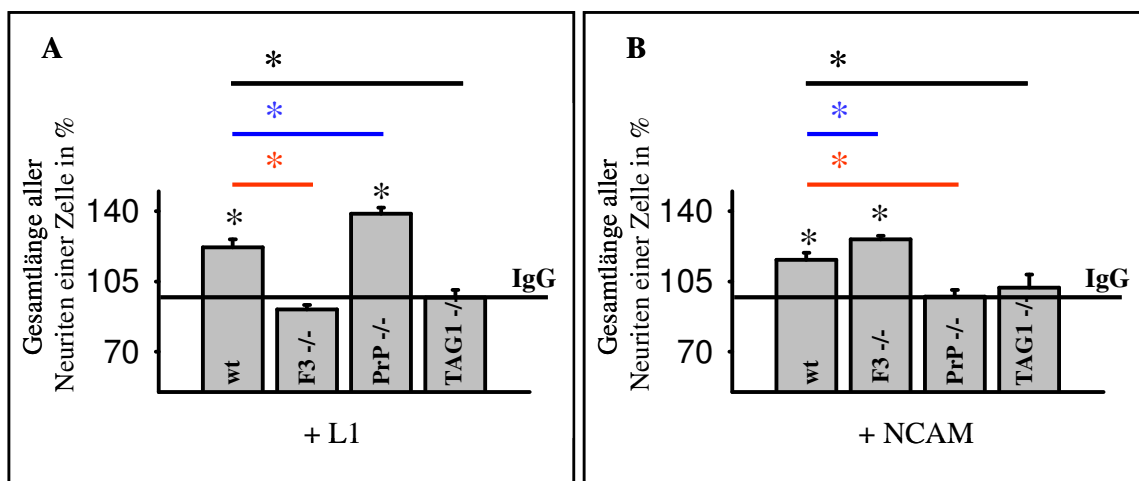 A
*
*
*
Gesamtlänge aller
Neuriten einer Zelle in %
140
105
70
*
*
IgG
wt
F3 -/-
PrP -/-
TAG1 -/-
+ L1
B
*
*
*
Gesamtlänge aller
Neuriten einer Zelle in %
140
105
70
*
*
IgG
wt
F3 -/-
PrP -/-
TAG1 -/-
+ NCAM